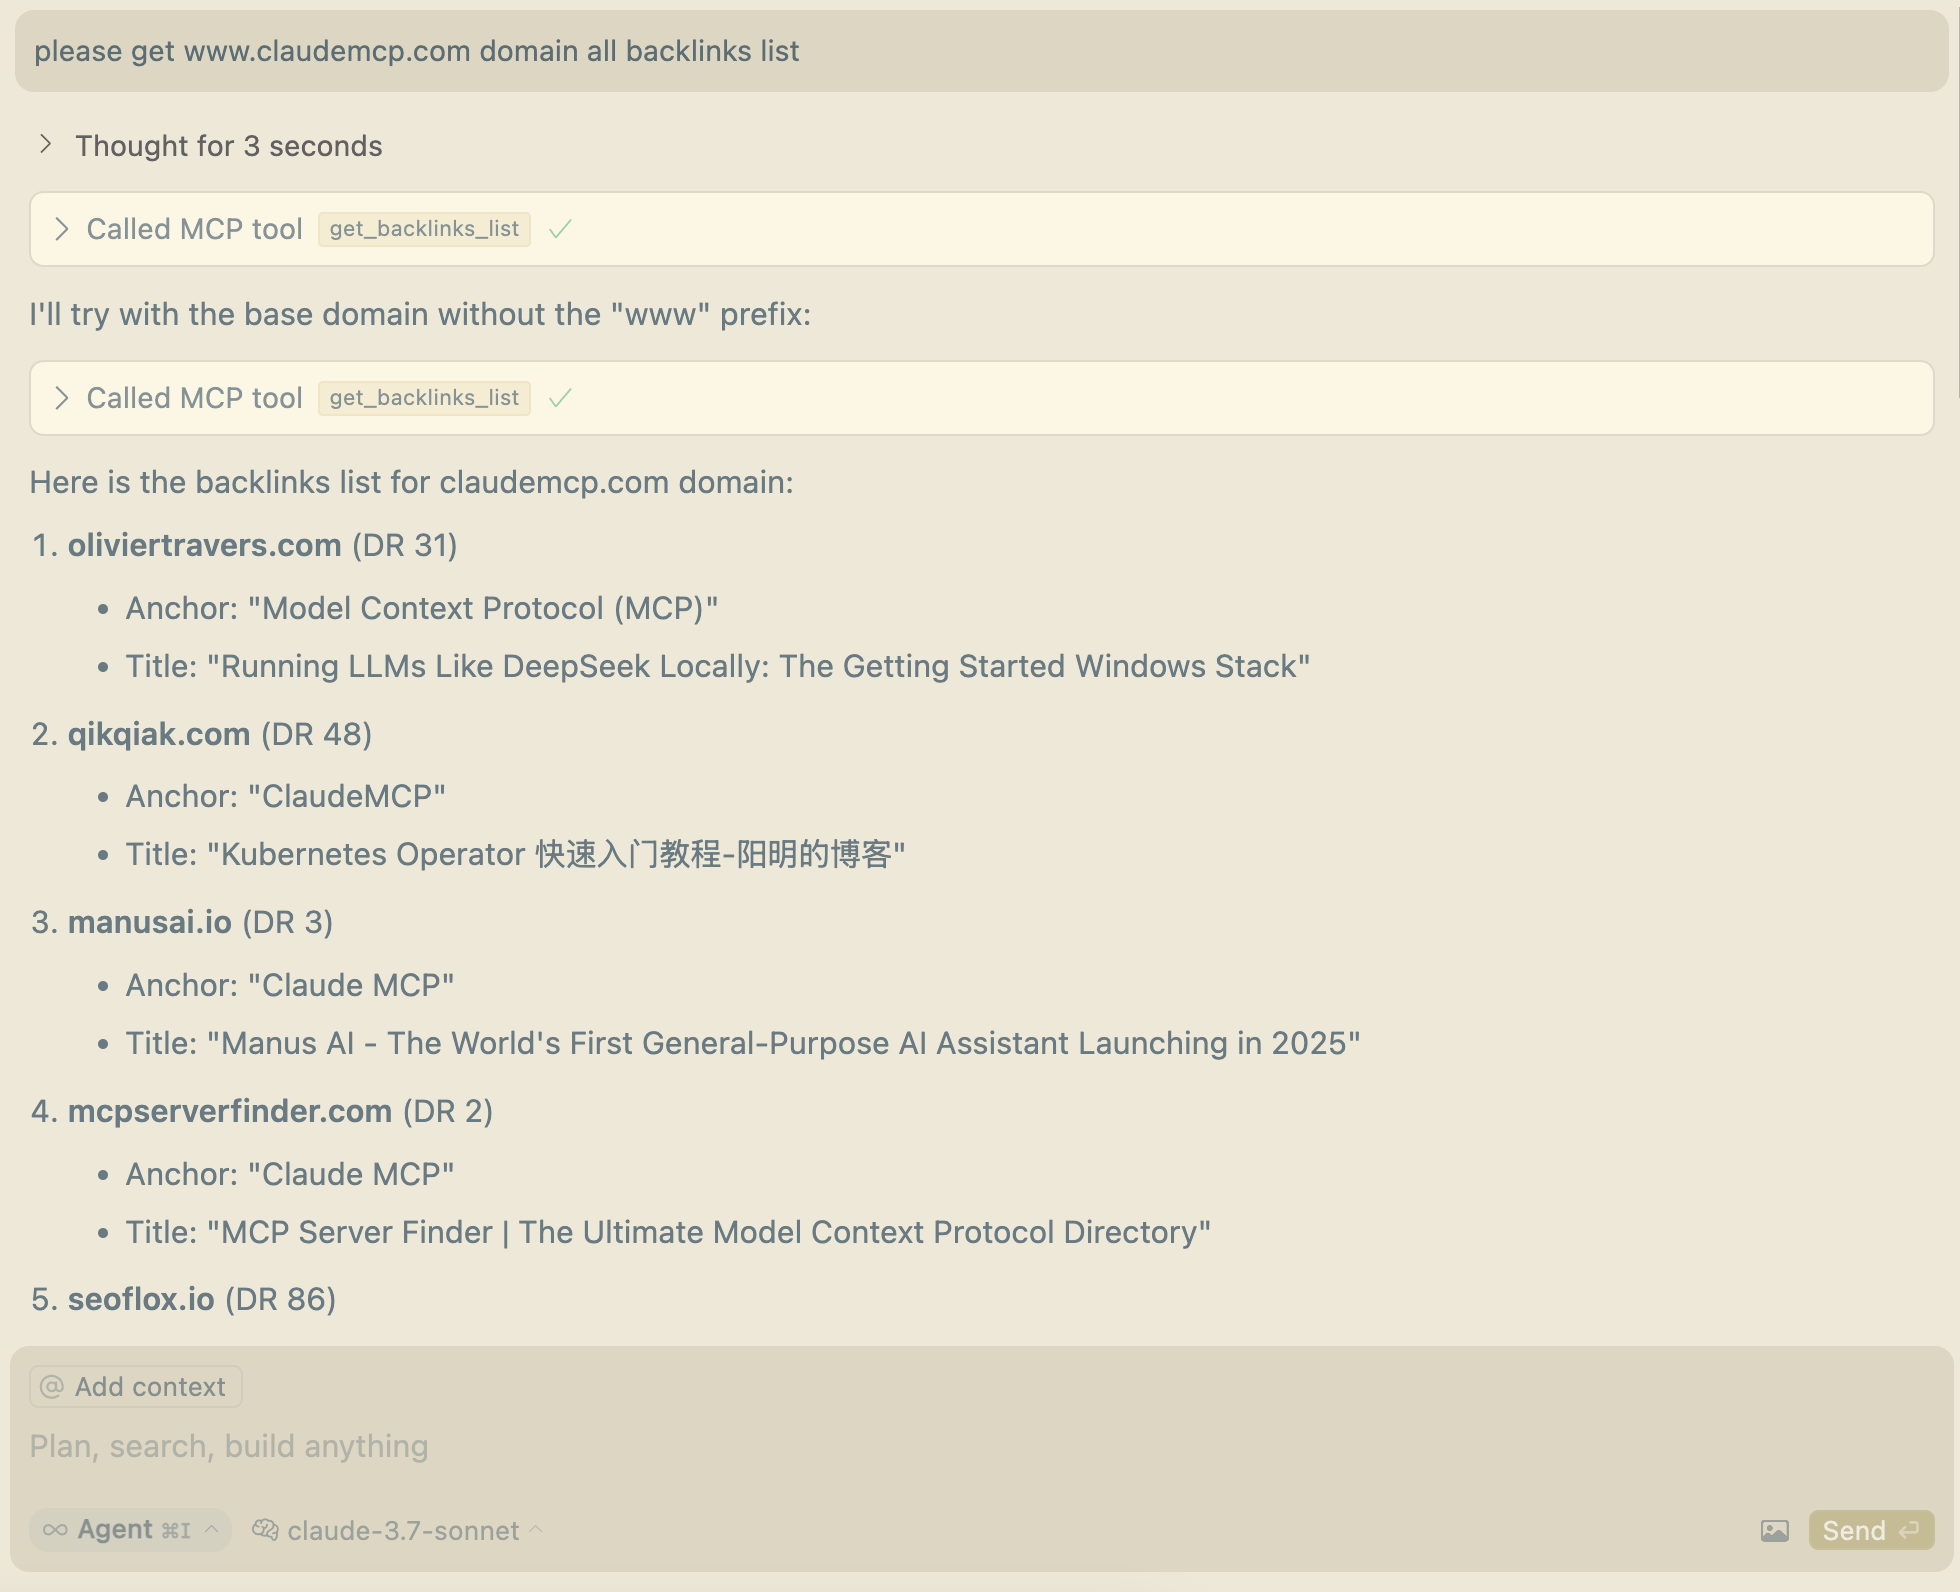 please get www.claudemcp.com domain all backlinks list
Thought for 3 seconds
Called MCP tool get_backlinks_list
I'll try with the base domain without the "www" prefix:
Called MCP tool get_backlinks_list
Here is the backlinks list for claudemcp.com domain:
1. oliviertravers.com (DR 31)
• Anchor: "Model Context Protocol (MCP)"
• Title: "Running LLMs Like DeepSeek Locally: The Getting Started Windows Stack"
2. qikqiak.com (DR 48)
• Anchor: "ClaudeMCP"
• Title: "Kubernetes Operator 快速入门教程-阳明的博客"
3. manusai.io (DR 3)
• Anchor: "Claude MCP"
• Title: "Manus AI - The World's First General-Purpose AI Assistant Launching in 2025"
4. mcpserverfinder.com (DR 2)
• Anchor: "Claude MCP"
• Title: "MCP Server Finder | The Ultimate Model Context Protocol Directory"
5. seoflox.io (DR 86)
@ Add context
Plan, search, build anything
Agent ⌘I claude-3.7-sonnet Send